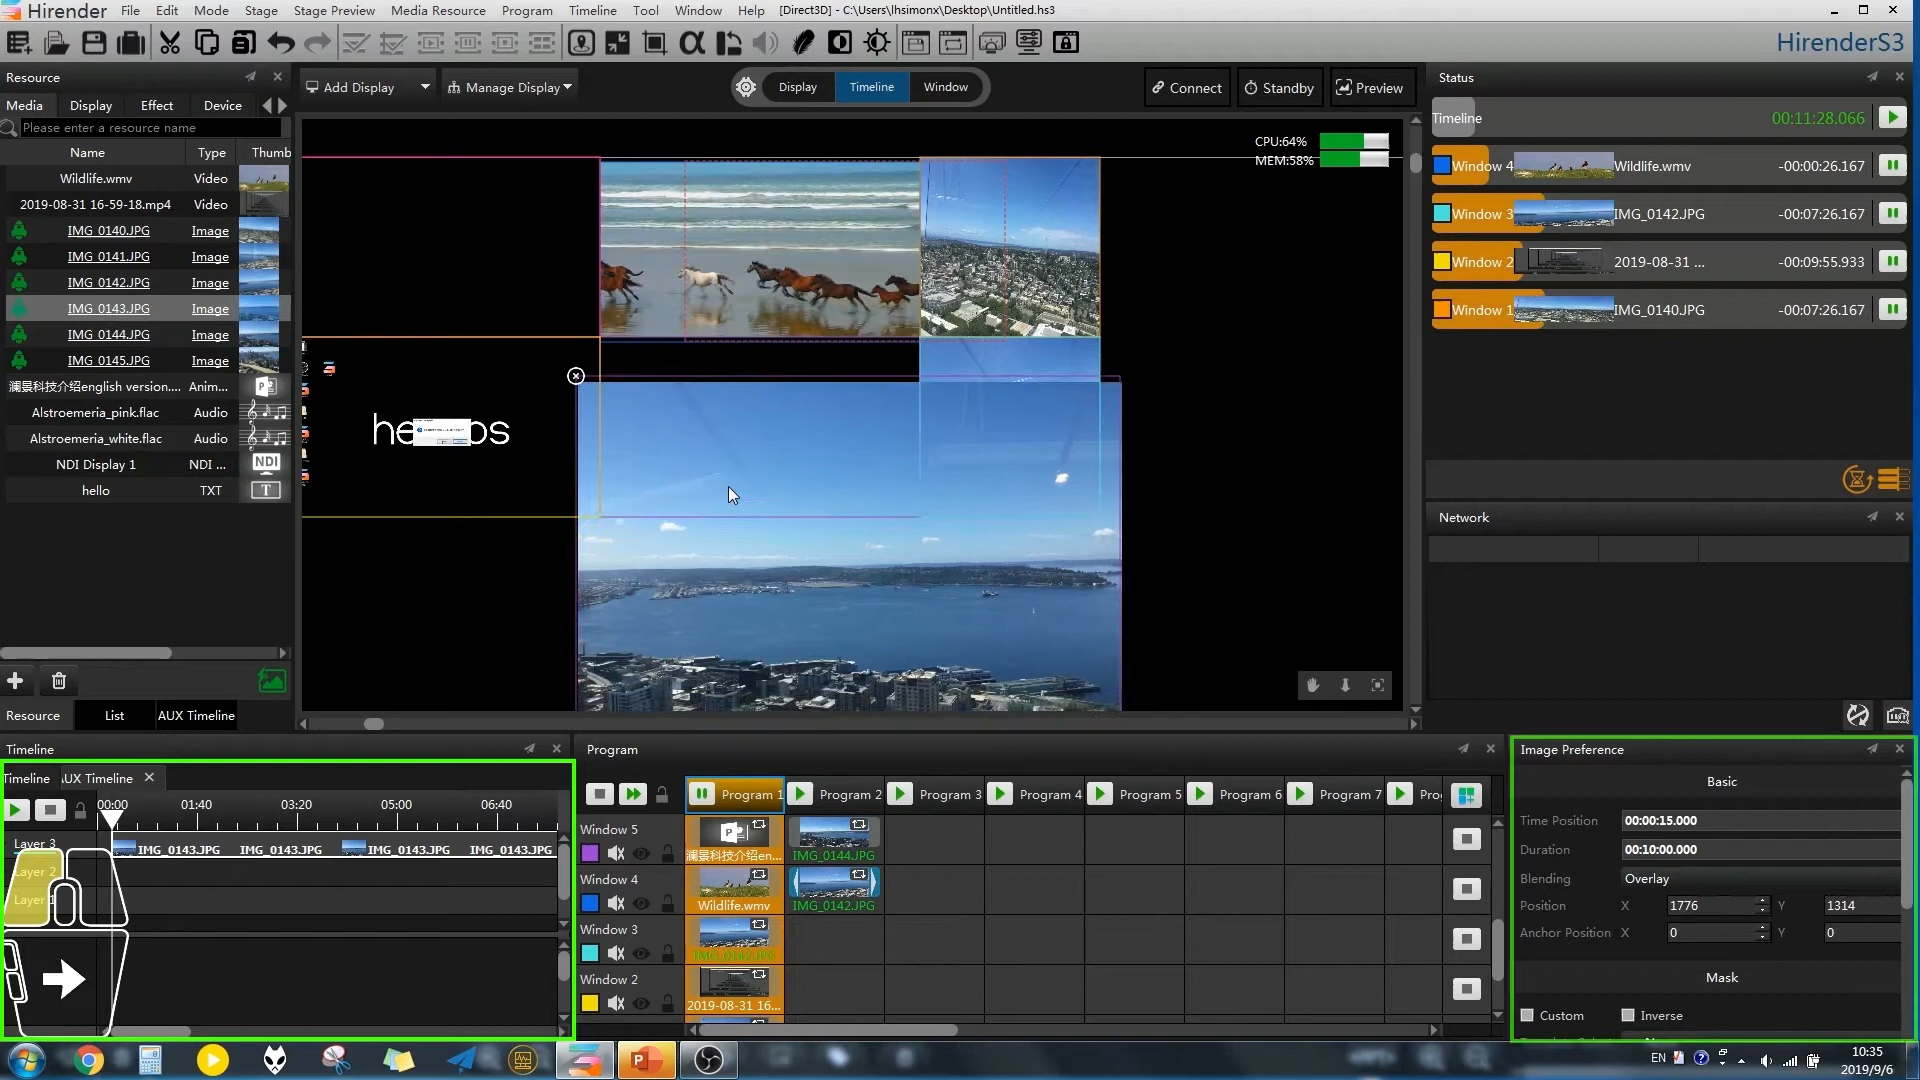 Hirender File Edit Mode Stage Stage Preview Media Resource Program Timeline Tool Window Help [Direct3D] - C:\Users\lhsimonx\Desktop\Untitled.hs3
HirenderS3
Resource
Media Display Effect Device
Please enter a resource name
Name Type Thumb
Wildlife.wmv Video
2019-08-31 16-59-18.mp4 Video
IMG_0140.JPG Image
IMG_0141.JPG Image
IMG_0142.JPG Image
IMG_0143.JPG Image
IMG_0144.JPG Image
IMG_0145.JPG Image
澜景科技介绍english version.... Anim...
Alstroemeria_pink.flac Audio
Alstroemeria_white.flac Audio
NDI Display 1 NDI ... NDI
hello TXT T
Resource List AUX Timeline
Add Display Manage Display Display Timeline Window Connect Standby Preview
CPU:64%
MEM:58%
Status
Timeline 00:11:28.066
Window 4 Wildlife.wmv -00:00:26.167
Window 3 IMG_0142.JPG -00:07:26.167
Window 2 2019-08-31 ... -00:09:55.933
Window 1 IMG_0140.JPG -00:07:26.167
Network
Timeline
Timeline AUX Timeline
00:00 01:40 03:20 05:00 06:40
Layer 3 IMG_0143.JPG IMG_0143.JPG IMG_0143.JPG IMG_0143.JPG
Layer 2
Layer 1
Program
Program 1 Program 2 Program 3 Program 4 Program 5 Program 6 Program 7 Pro
Window 5
澜景科技介绍en... IMG_0144.JPG
Window 4
Wildlife.wmv IMG_0142.JPG
Window 3
IMG_0142.JPG
Window 2
2019-08-31 16...
Image Preference
Basic
Time Position 00:00:15.000
Duration 00:10:00.000
Blending Overlay
Position X 1776 Y 1314
Anchor Position X 0 Y 0
Mask
Custom Inverse
EN
10:35
2019/9/6